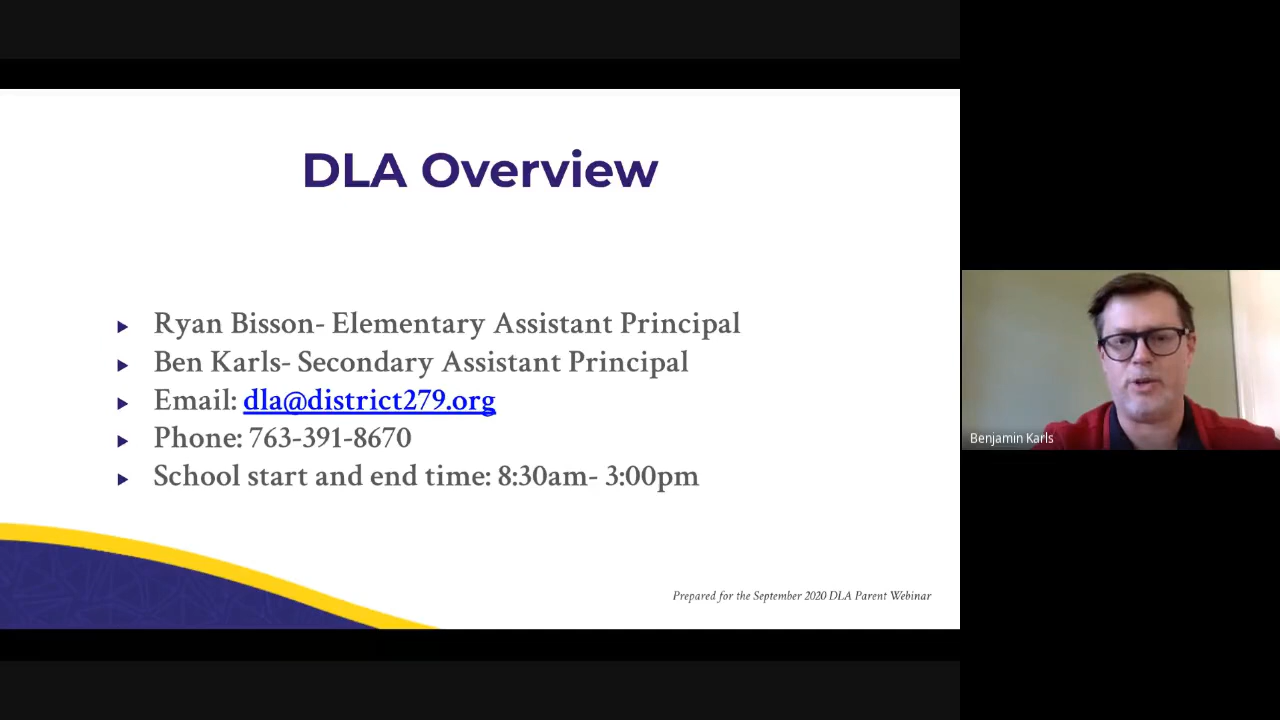 DLA Overview
Ryan Bisson- Elementary Assistant Principal
Ben Karls- Secondary Assistant Principal
Email: dla@district279.org
Phone: 763-391-8670
School start and end time: 8:30am- 3:00pm
Prepared for the September 2020 DLA Parent Webinar
Benjamin Karls